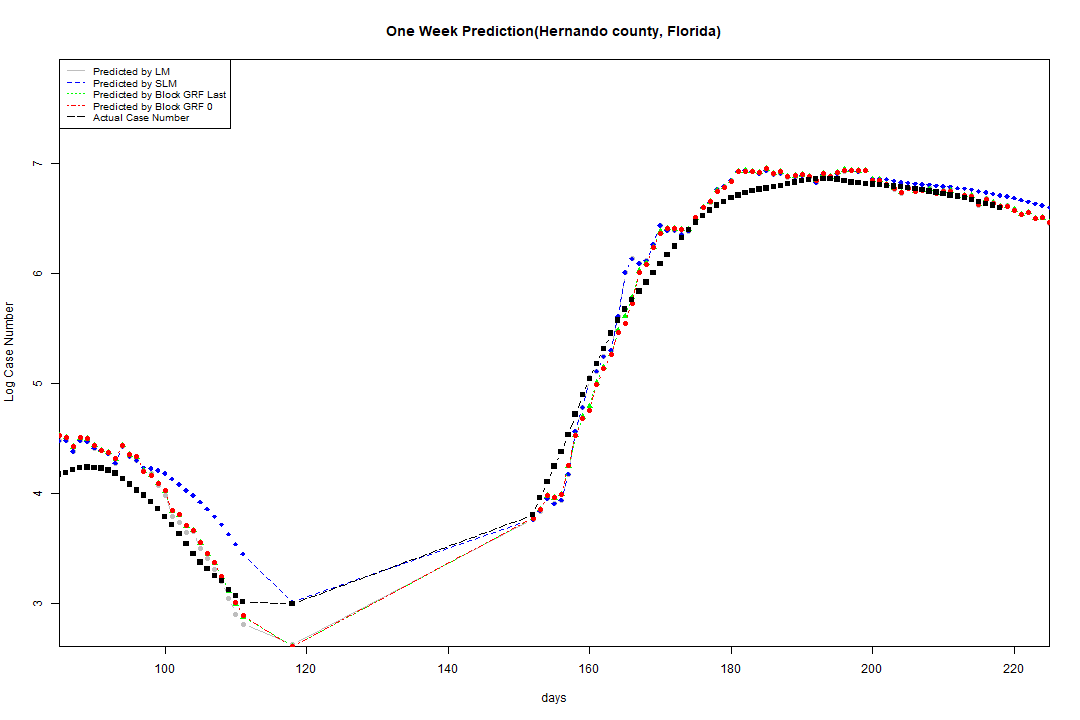 One Week Prediction(Hernando county, Florida)
Predicted by LM
Predicted by SLM
Predicted by Block GRF Last
Predicted by Block GRF 0
Actual Case Number
7
6
5
4
3
Log Case Number
100 120 140 160 180 200 220
days